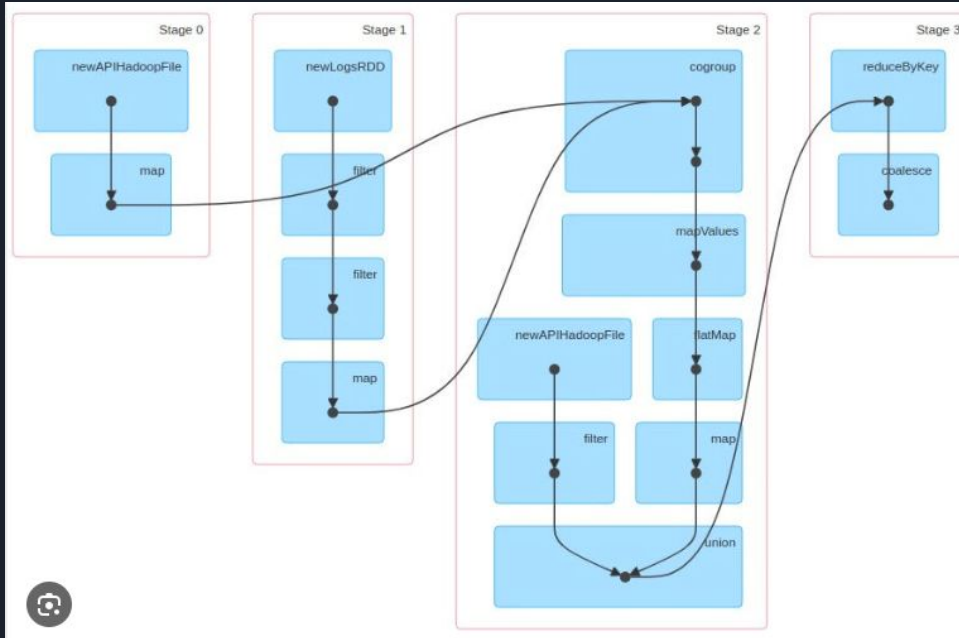 Stage 0
newAPIHadoopFile
map
Stage 1
newLogsRDD
filter
filter
map
Stage 2
cogroup
mapValues
newAPIHadoopFile
flatMap
filter
map
union
Stage 3
reduceByKey
coalesce